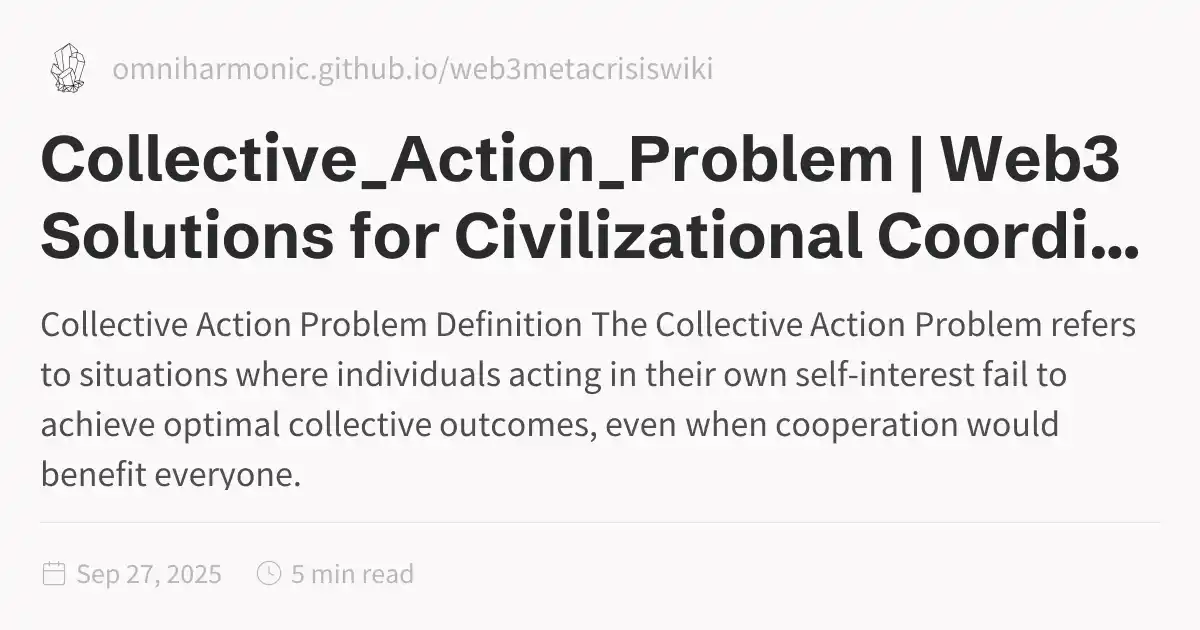 omniharmonic.github.io/web3metacrisiswiki
Collective_Action_Problem | Web3
Solutions for Civilizational Coordi...
Collective Action Problem Definition The Collective Action Problem refers
to situations where individuals acting in their own self-interest fail to
achieve optimal collective outcomes, even when cooperation would
benefit everyone.
Sep 27, 2025 5 min read